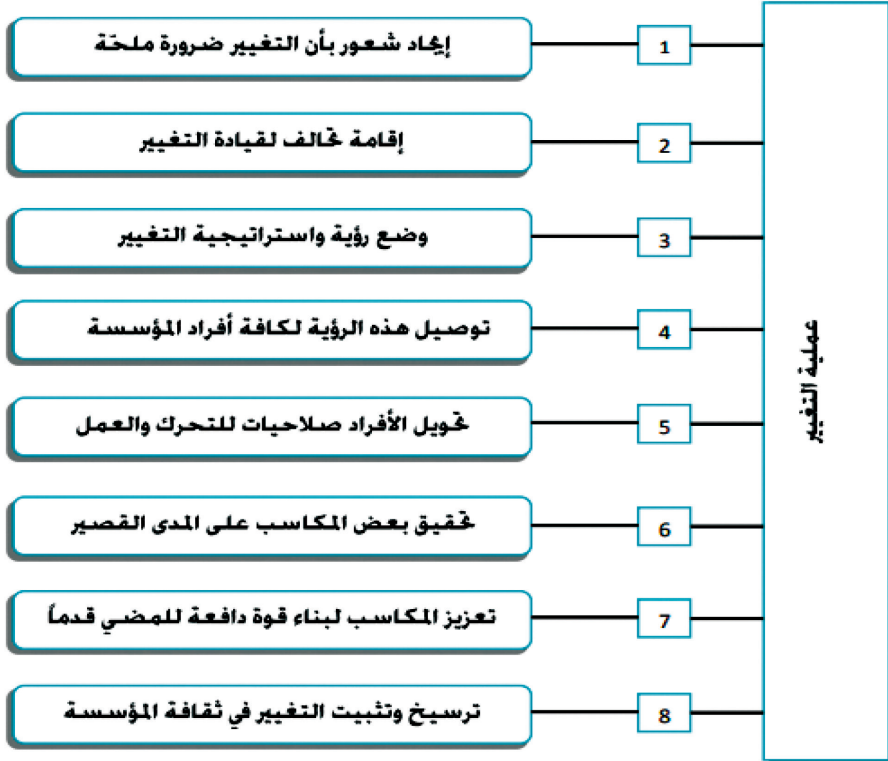 عملية التغيير
1 إيجاد شعور بأن التغيير ضرورة ملحّة
2 إقامة تحالف لقيادة التغيير
3 وضع رؤية واستراتيجية التغيير
4 توصيل هذه الرؤية لكافة أفراد المؤسسة
5 تخويل الأفراد صلاحيات للتحرك والعمل
6 تحقيق بعض المكاسب على المدى القصير
7 تعزيز المكاسب لبناء قوة دافعة للمضي قدماً
8 ترسيخ وتثبيت التغيير في ثقافة المؤسسة